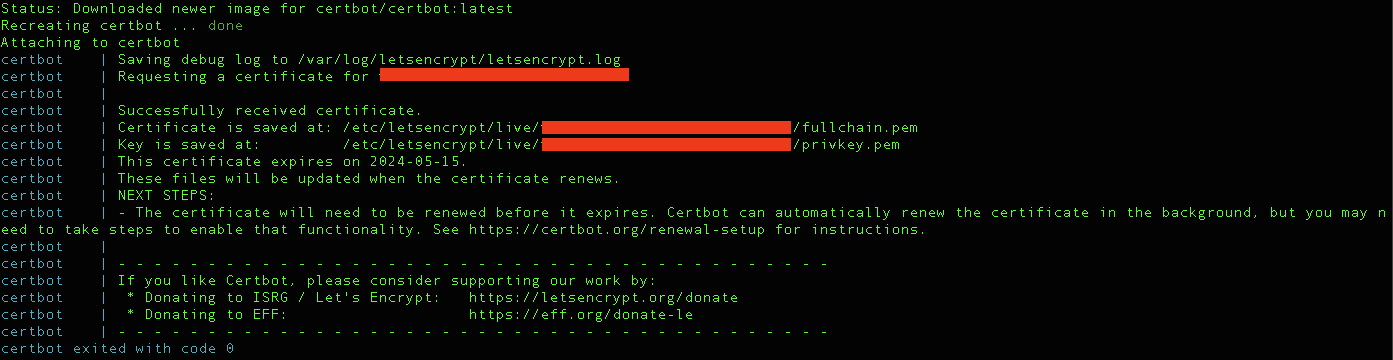 Status: Downloaded newer image for certbot/certbot:latest
Recreating certbot ... done
Attaching to certbot
certbot    | Saving debug log to /var/log/letsencrypt/letsencrypt.log
certbot    | Requesting a certificate for
certbot    |
certbot    | Successfully received certificate.
certbot    | Certificate is saved at: /etc/letsencrypt/live/ /fullchain.pem
certbot    | Key is saved at:         /etc/letsencrypt/live/ /privkey.pem
certbot    | This certificate expires on 2024-05-15.
certbot    | These files will be updated when the certificate renews.
certbot    | NEXT STEPS:
certbot    | - The certificate will need to be renewed before it expires. Certbot can automatically renew the certificate in the background, but you may n
eed to take steps to enable that functionality. See https://certbot.org/renewal-setup for instructions.
certbot    |
certbot    | - - - - - - - - - - - - - - - - - - - - - - - - - - - - - - - - - - - - - - - -
certbot    | If you like Certbot, please consider supporting our work by:
certbot    |  * Donating to ISRG / Let's Encrypt:   https://letsencrypt.org/donate
certbot    |  * Donating to EFF:                    https://eff.org/donate-le
certbot    | - - - - - - - - - - - - - - - - - - - - - - - - - - - - - - - - - - - - - - - -
certbot exited with code 0